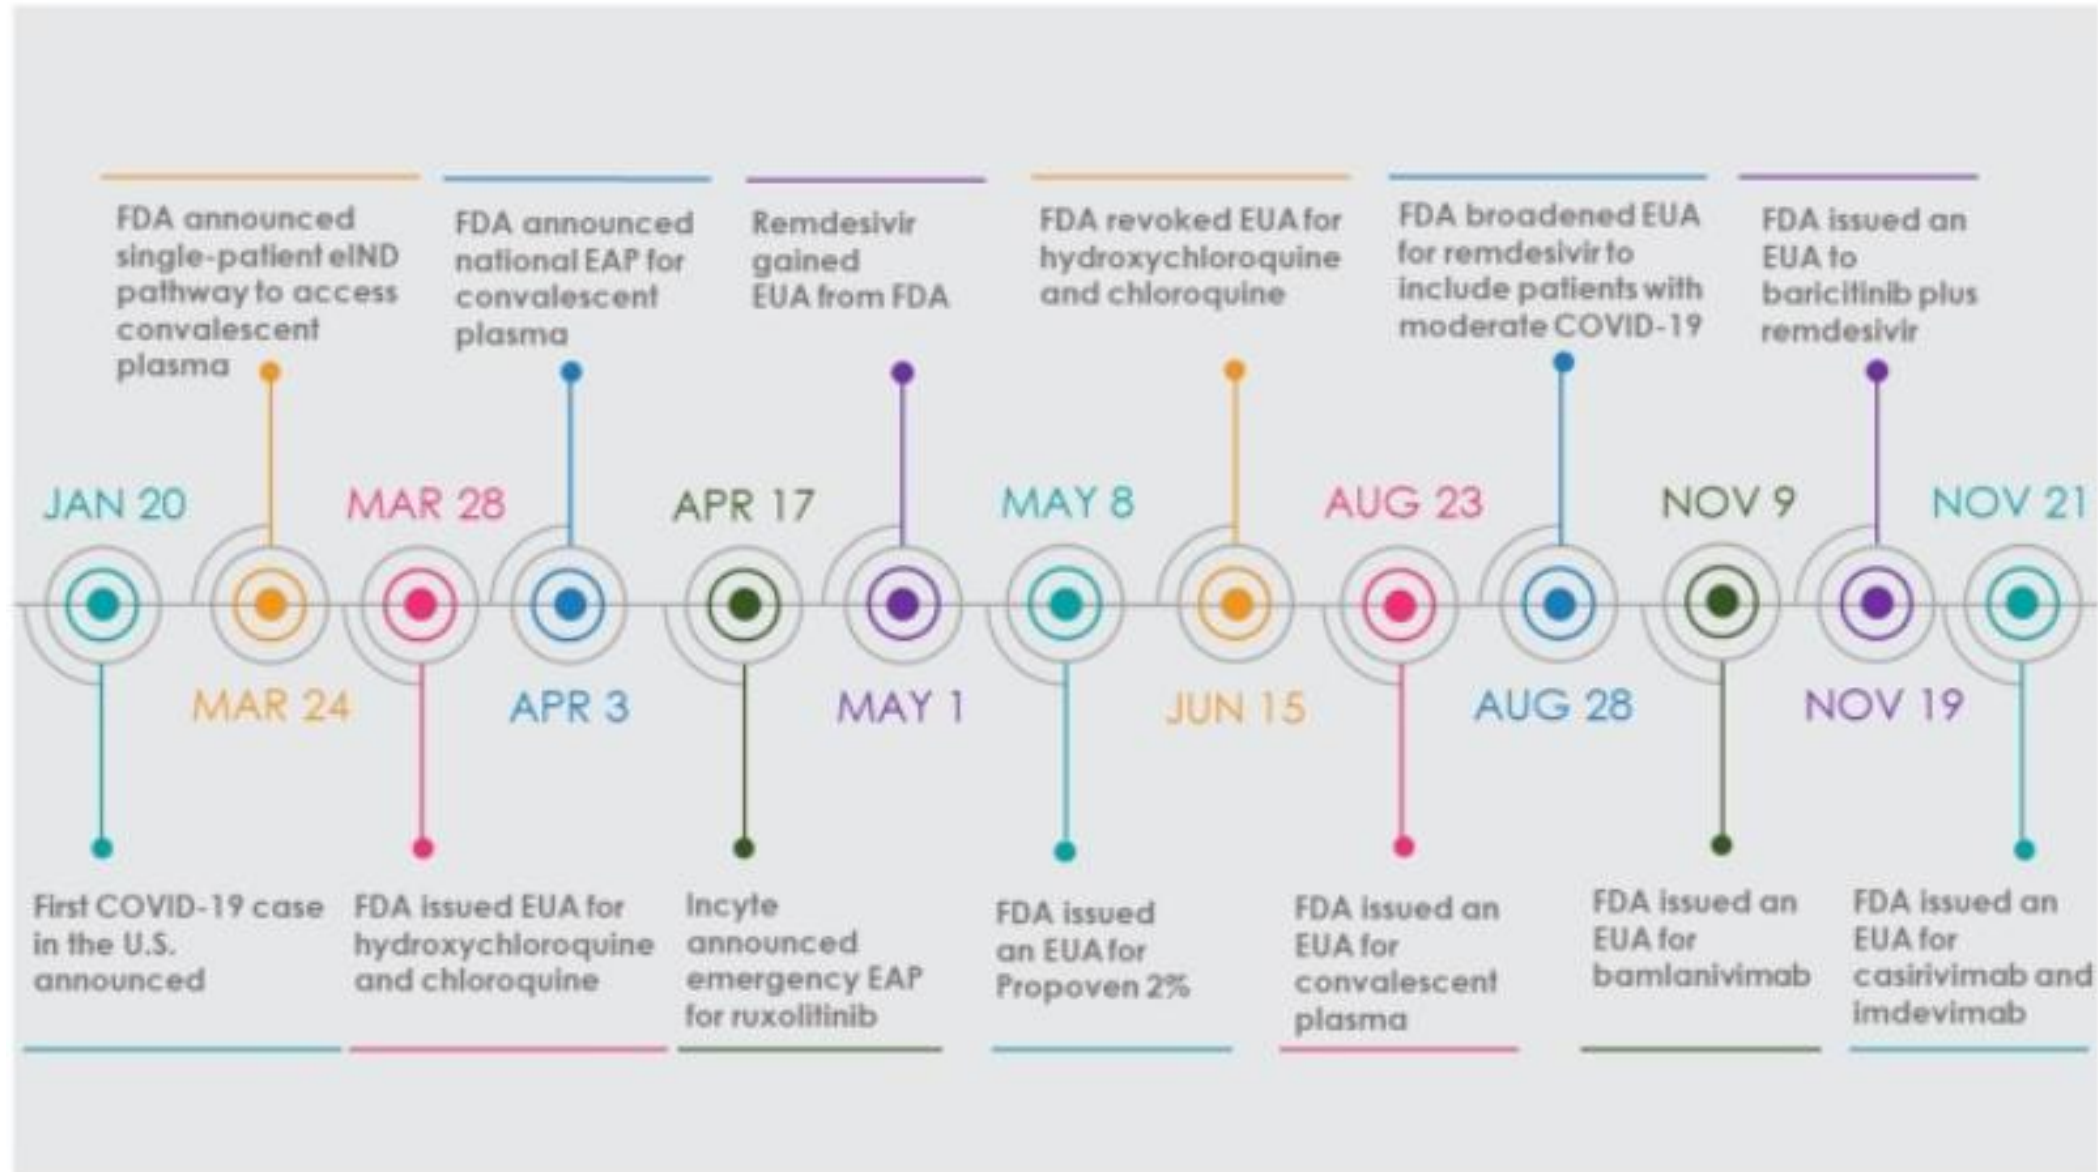 FDA announced
single-patient eIND
pathway to access
convalescent
plasma
FDA announced
national EAP for
convalescent
plasma
Remdesivir
gained
EUA from FDA
FDA revoked EUA for
hydroxychloroquine
and chloroquine
FDA broadened EUA
for remdesivir to
include patients with
moderate COVID-19
FDA issued an
EUA to
baricitinib plus
remdesivir
JAN 20
MAR 28
APR 17
MAY 8
AUG 23
NOV 9
NOV 21
MAR 24
APR 3
MAY 1
JUN 15
AUG 28
NOV 19
First COVID-19 case
in the U.S.
announced
FDA issued EUA for
hydroxychloroquine
and chloroquine
Incyte
announced
emergency EAP
for ruxolitinib
FDA issued
an EUA for
Propoven 2%
FDA issued an
EUA for
convalescent
plasma
FDA issued an
EUA for
bamlanivimab
FDA issued an
EUA for
casirivimab and
imdevimab